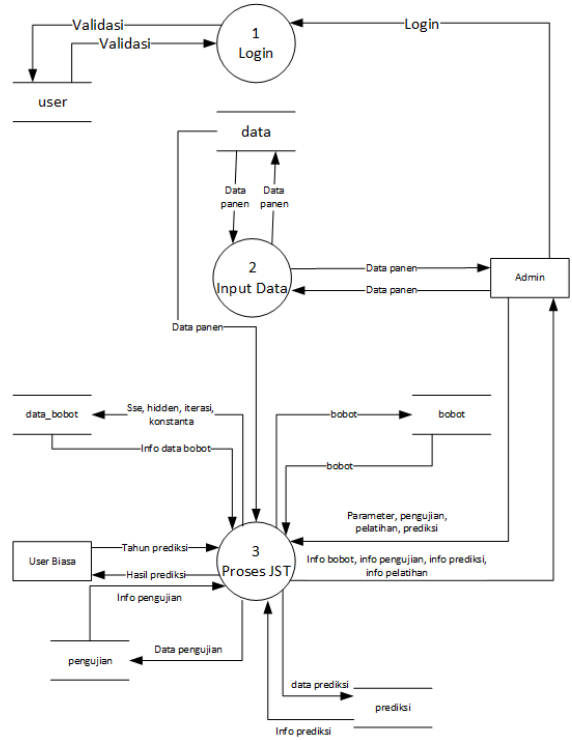 Validasi
1
Login
Login
Validasi
user
data
Data
panen
Data
panen
2
Input Data
Data panen
Admin
Data panen
Data panen
data_bobot
Sse, hidden, iterasi,
konstanta
bobot
bobot
Info data bobot
bobot
Parameter, pengujian,
pelatihan, prediksi
User Biasa
Tahun prediksi
3
Proses JST
Info bobot, info pengujian, info prediksi,
info pelatihan
Hasil prediksi
Info pengujian
pengujian
Data pengujian
data prediksi
prediksi
Info prediksi